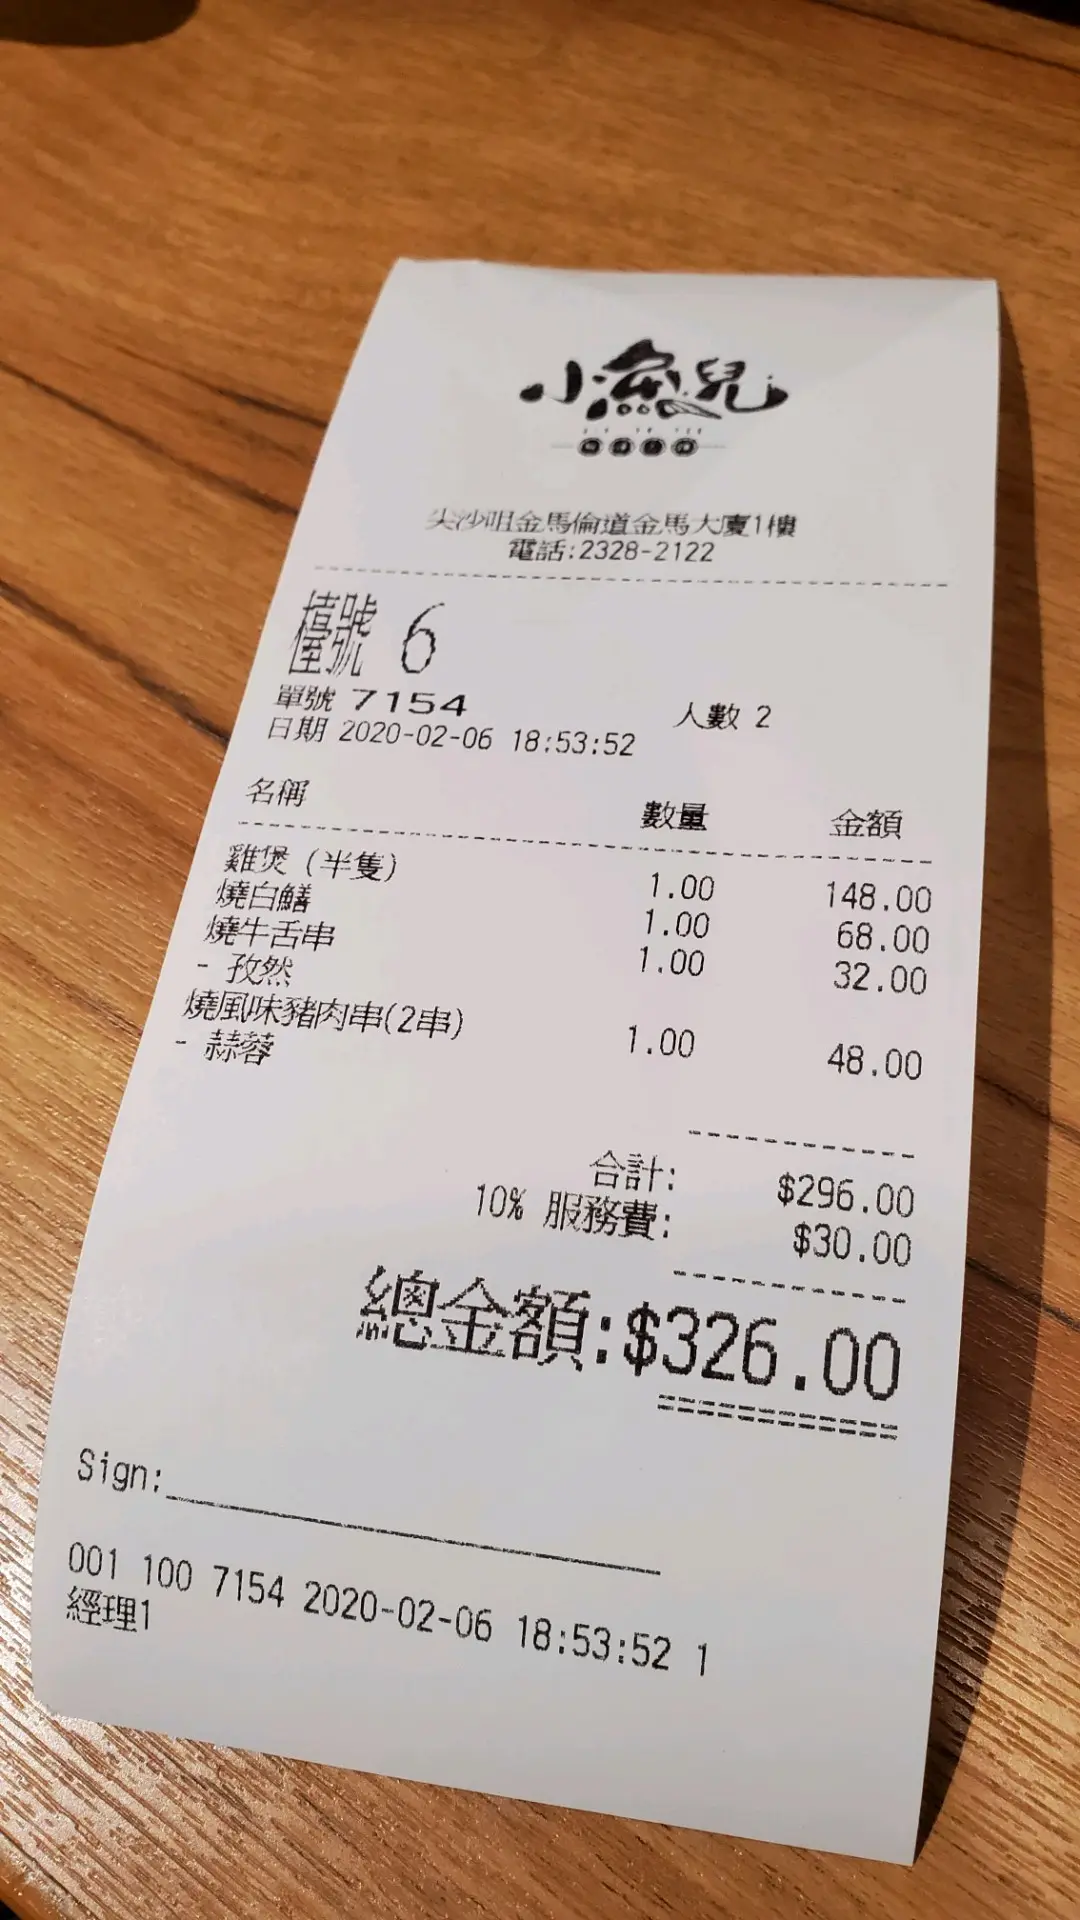 小魚兒
尖沙咀金馬倫道金馬大廈1樓
電話:2328-2122
檯號 6
單號 7154 人數 2
日期 2020-02-06 18:53:52
名稱 數量 金額
雞煲 (半隻) 1.00 148.00
燒白鱔 1.00 68.00
燒牛舌串 1.00 32.00
- 孜然
燒風味豬肉串(2串) 1.00 48.00
- 蒜蓉
合計: $296.00
10% 服務費: $30.00
總金額:$326.00
Sign:
001 100 7154 2020-02-06 18:53:52 1
經理1